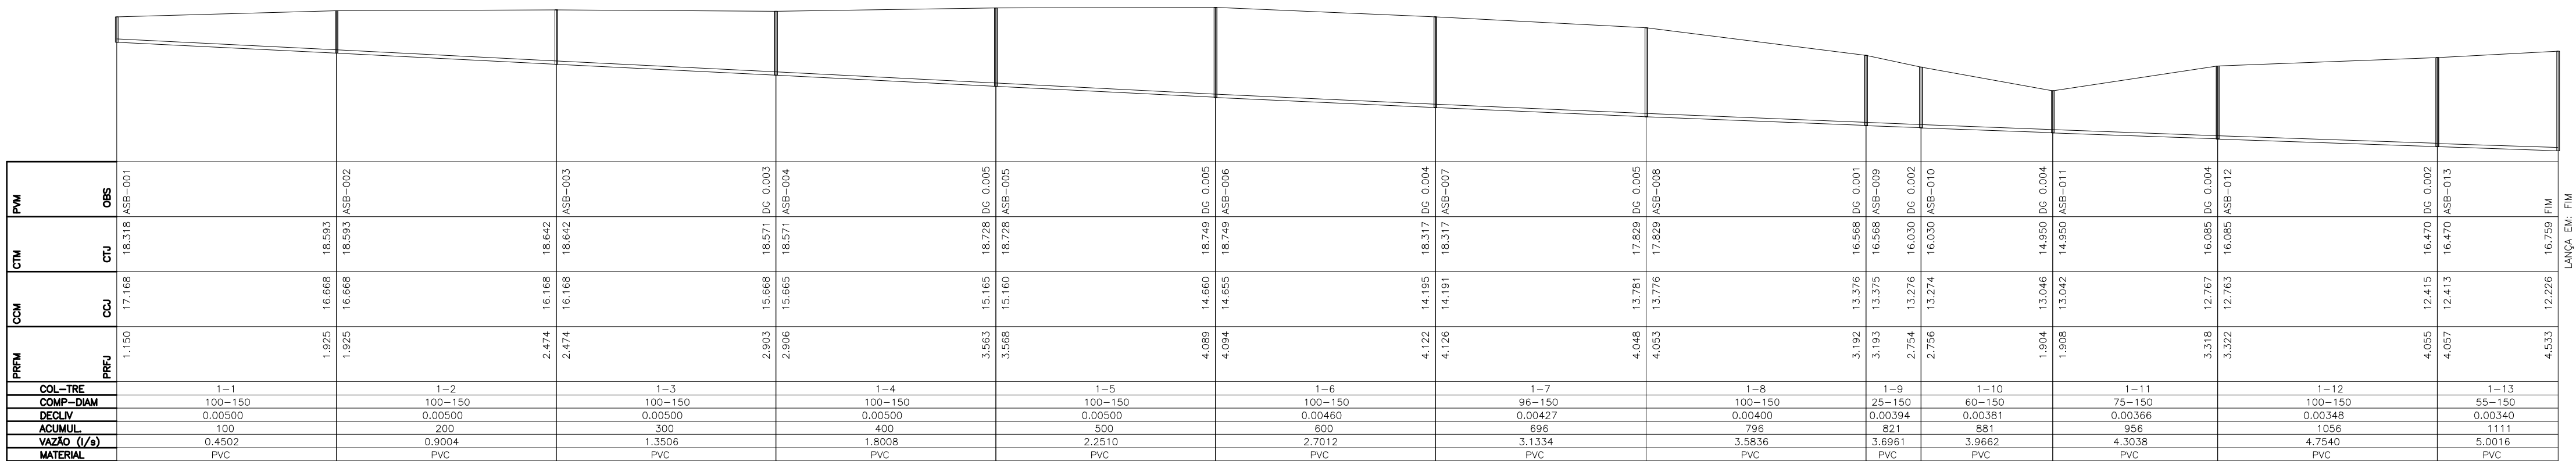 PVM OBS ASB-001 ASB-002 ASB-003 DG 0.003 ASB-004 DG 0.005 ASB-005 DG 0.005 ASB-006 DG 0.004 ASB-007 DG 0.005 ASB-008 DG 0.001 ASB-009 DG 0.002 ASB-010 DG 0.004 ASB-011 DG 0.004 ASB-012 DG 0.002 ASB-013 FIM
CTM CTJ 18.318 18.593 18.593 18.642 18.642 18.571 18.571 18.728 18.728 18.749 18.749 18.317 18.317 17.829 17.829 16.568 16.568 16.030 16.030 14.950 14.950 16.085 16.085 16.470 16.470 16.759
CCM CCJ 17.168 16.668 16.668 16.168 16.168 15.668 15.665 15.165 15.160 14.660 14.655 14.195 14.191 13.781 13.776 13.376 13.375 13.276 13.274 13.046 13.042 12.767 12.763 12.415 12.413 12.226
PRFM PRFJ 1.150 1.925 1.925 2.474 2.474 2.903 2.906 3.563 3.568 4.089 4.094 4.122 4.126 4.048 4.053 3.192 3.193 2.754 2.756 1.904 1.908 3.318 3.322 4.055 4.057 4.533
COL-TRE 1-1 1-2 1-3 1-4 1-5 1-6 1-7 1-8 1-9 1-10 1-11 1-12 1-13
COMP-DIAM 100-150 100-150 100-150 100-150 100-150 100-150 96-150 100-150 25-150 60-150 75-150 100-150 55-150
DECLIV 0.00500 0.00500 0.00500 0.00500 0.00500 0.00460 0.00427 0.00400 0.00394 0.00381 0.00366 0.00348 0.00340
ACUMUL. 100 200 300 400 500 600 696 796 821 881 956 1056 1111
VAZÃO (l/s) 0.4502 0.9004 1.3506 1.8008 2.2510 2.7012 3.1334 3.5836 3.6961 3.9662 4.3038 4.7540 5.0016
MATERIAL PVC PVC PVC PVC PVC PVC PVC PVC PVC PVC PVC PVC PVC
LANÇA EM: FIM